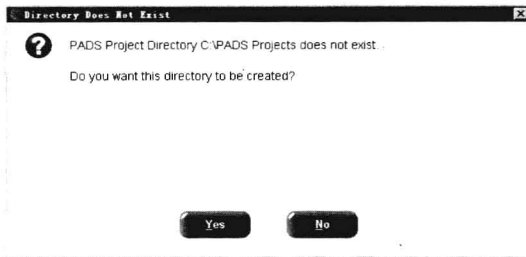 Directory Does Not Exist
PADS Project Directory C:\PADS Projects does not exist.
Do you want this directory to be created?
Yes
No